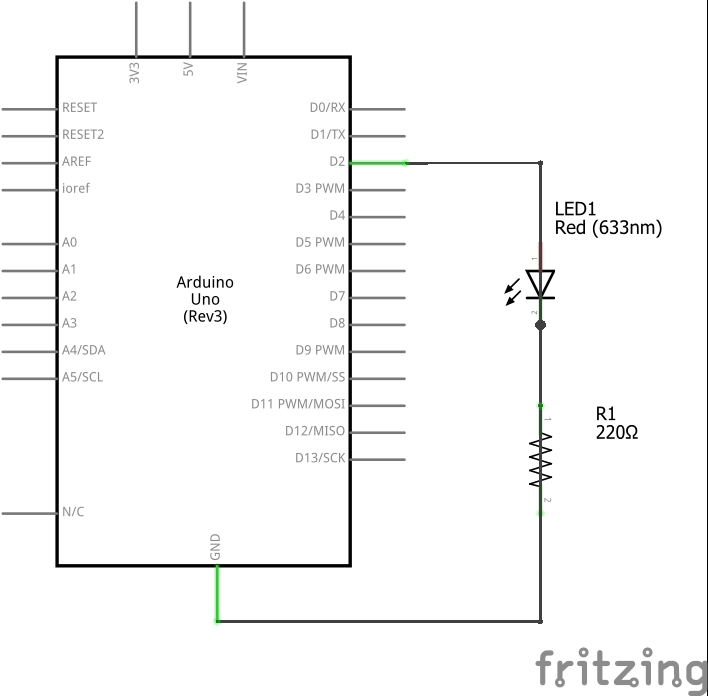 3V3
5V
VIN
RESET
RESET2
AREF
ioref
A0
A1
A2
A3
A4/SDA
A5/SCL
N/C
Arduino
Uno
(Rev3)
D0/RX
D1/TX
D2
D3 PWM
D4
D5 PWM
D6 PWM
D7
D8
D9 PWM
D10 PWM/SS
D11 PWM/MOSI
D12/MISO
D13/SCK
GND
LED1
Red (633nm)
1
2
R1
220Ω
1
2
fritzing